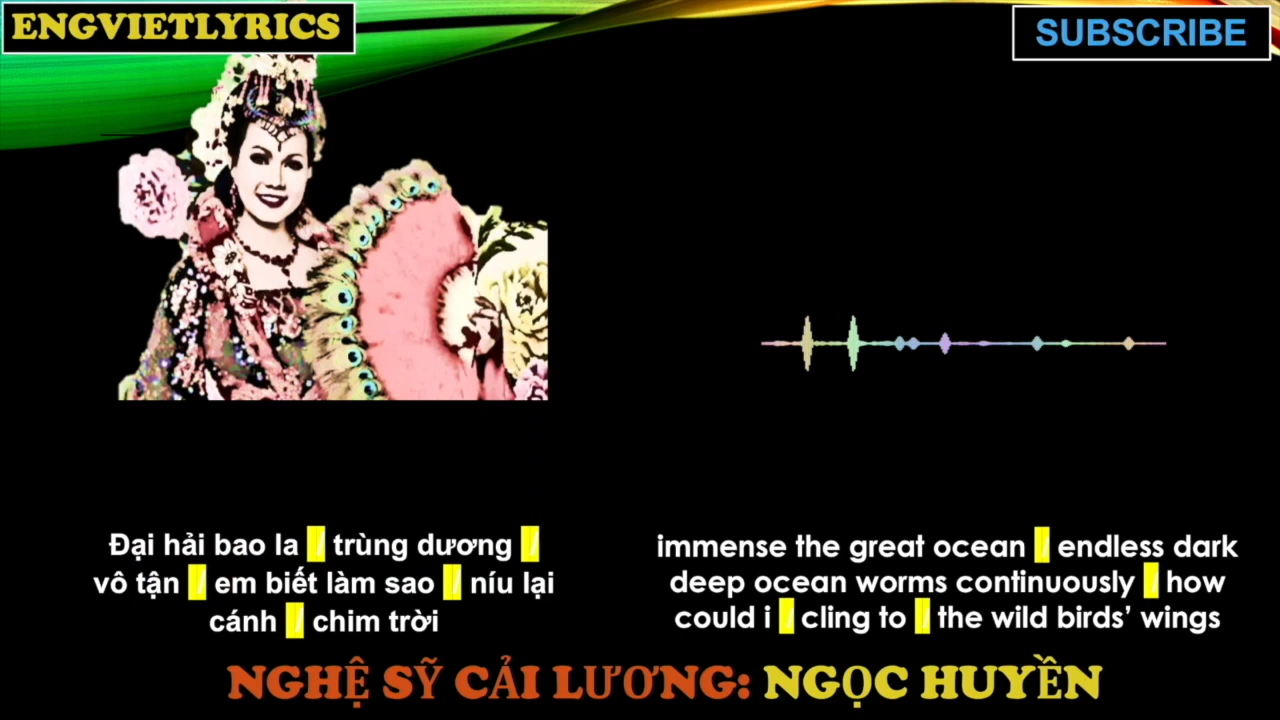 ENGVIETLYRICS
SUBSCRIBE
Đại hải bao la / trùng dương /
vô tận / em biết làm sao / níu lại
cánh / chim trời
immense the great ocean / endless dark
deep ocean worms continuously / how
could i / cling to / the wild birds’ wings
NGHỆ SỸ CẢI LƯƠNG: NGỌC HUYỀN